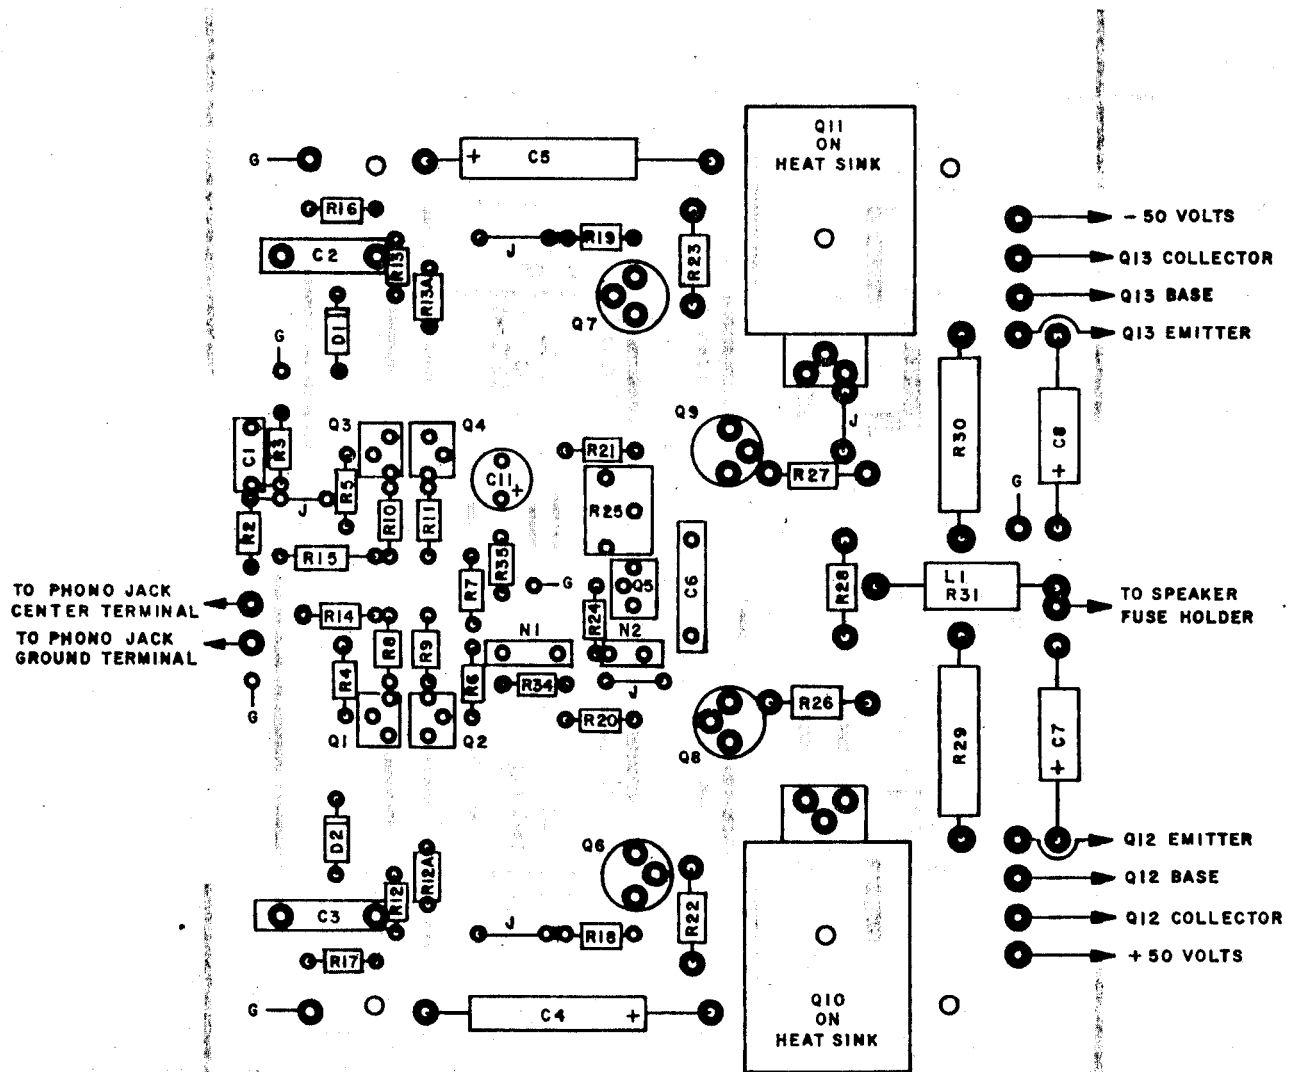 Q11
ON
HEAT SINK
G
+ C5
R16
- 50 VOLTS
C2
R13
J
R19
R23
Q13 COLLECTOR
R13A
Q7
Q13 BASE
D1
G
Q13 EMITTER
Q3
Q4
Q9
J
C1
R3
R5
C11
+
R21
R27
R30
C8
+
G
R2
J
R10
R11
R25
R15
R7
R35
G
Q5
C6
R28
L1
R31
TO PHONO JACK
CENTER TERMINAL
TO SPEAKER
FUSE HOLDER
R14
R24
N1
N2
TO PHONO JACK
GROUND TERMINAL
R4
R8
R9
R6
R34
J
G
R20
R26
Q1
Q2
Q8
R29
C7
+
D2
Q6
Q12 EMITTER
R12A
R12
Q12 BASE
C3
J
R18
R22
Q12 COLLECTOR
R17
+ 50 VOLTS
G
C4 +
Q10
ON
HEAT SINK